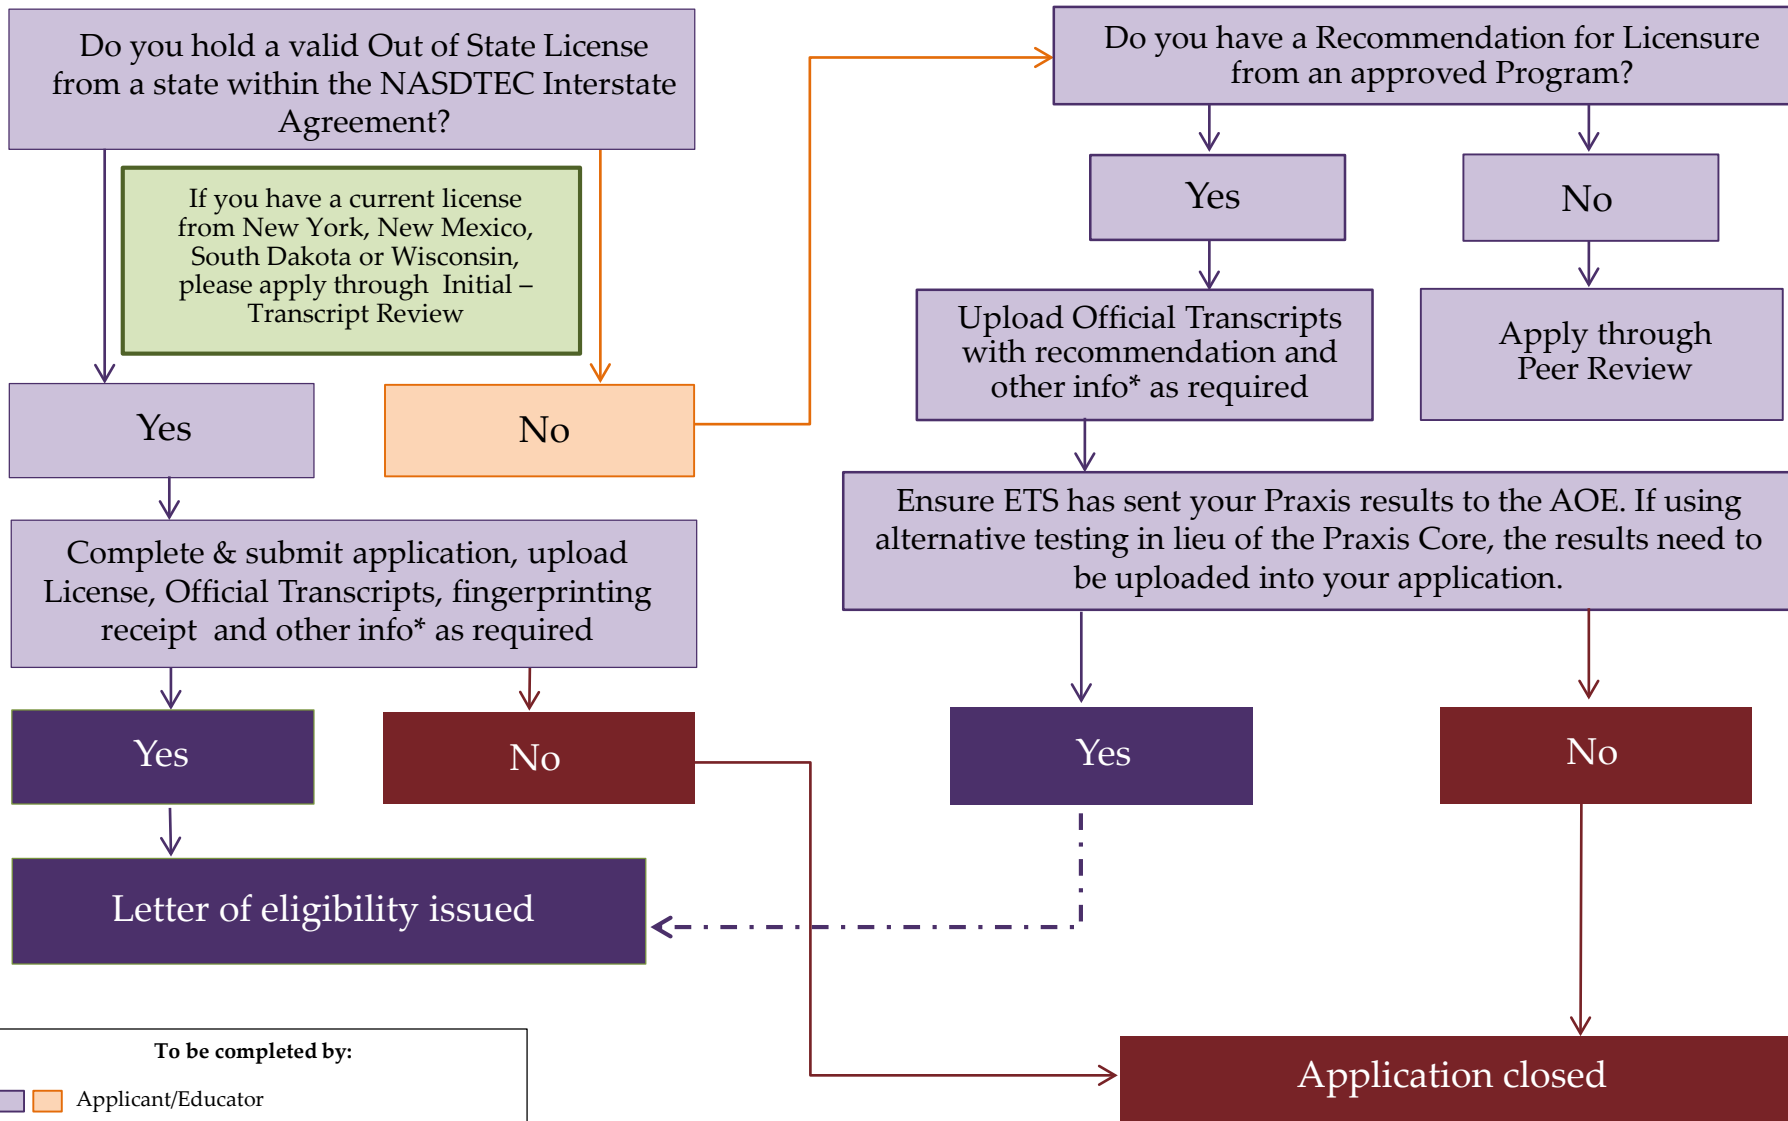 Do you hold a valid Out of State License
from a state within the NASDTEC Interstate
Agreement?
If you have a current license
from New York, New Mexico,
South Dakota or Wisconsin,
please apply through  Initial –
Transcript Review
Yes
No
Complete & submit application, upload
License, Official Transcripts, fingerprinting
receipt  and other info* as required
Yes
No
Letter of eligibility issued
Do you have a Recommendation for Licensure
from an approved Program?
Yes
No
Upload Official Transcripts
with recommendation and
other info* as required
Apply through
Peer Review
Ensure ETS has sent your Praxis results to the AOE. If using
alternative testing in lieu of the Praxis Core, the results need to
be uploaded into your application.
Yes
No
Application closed
To be completed by:
Applicant/Educator